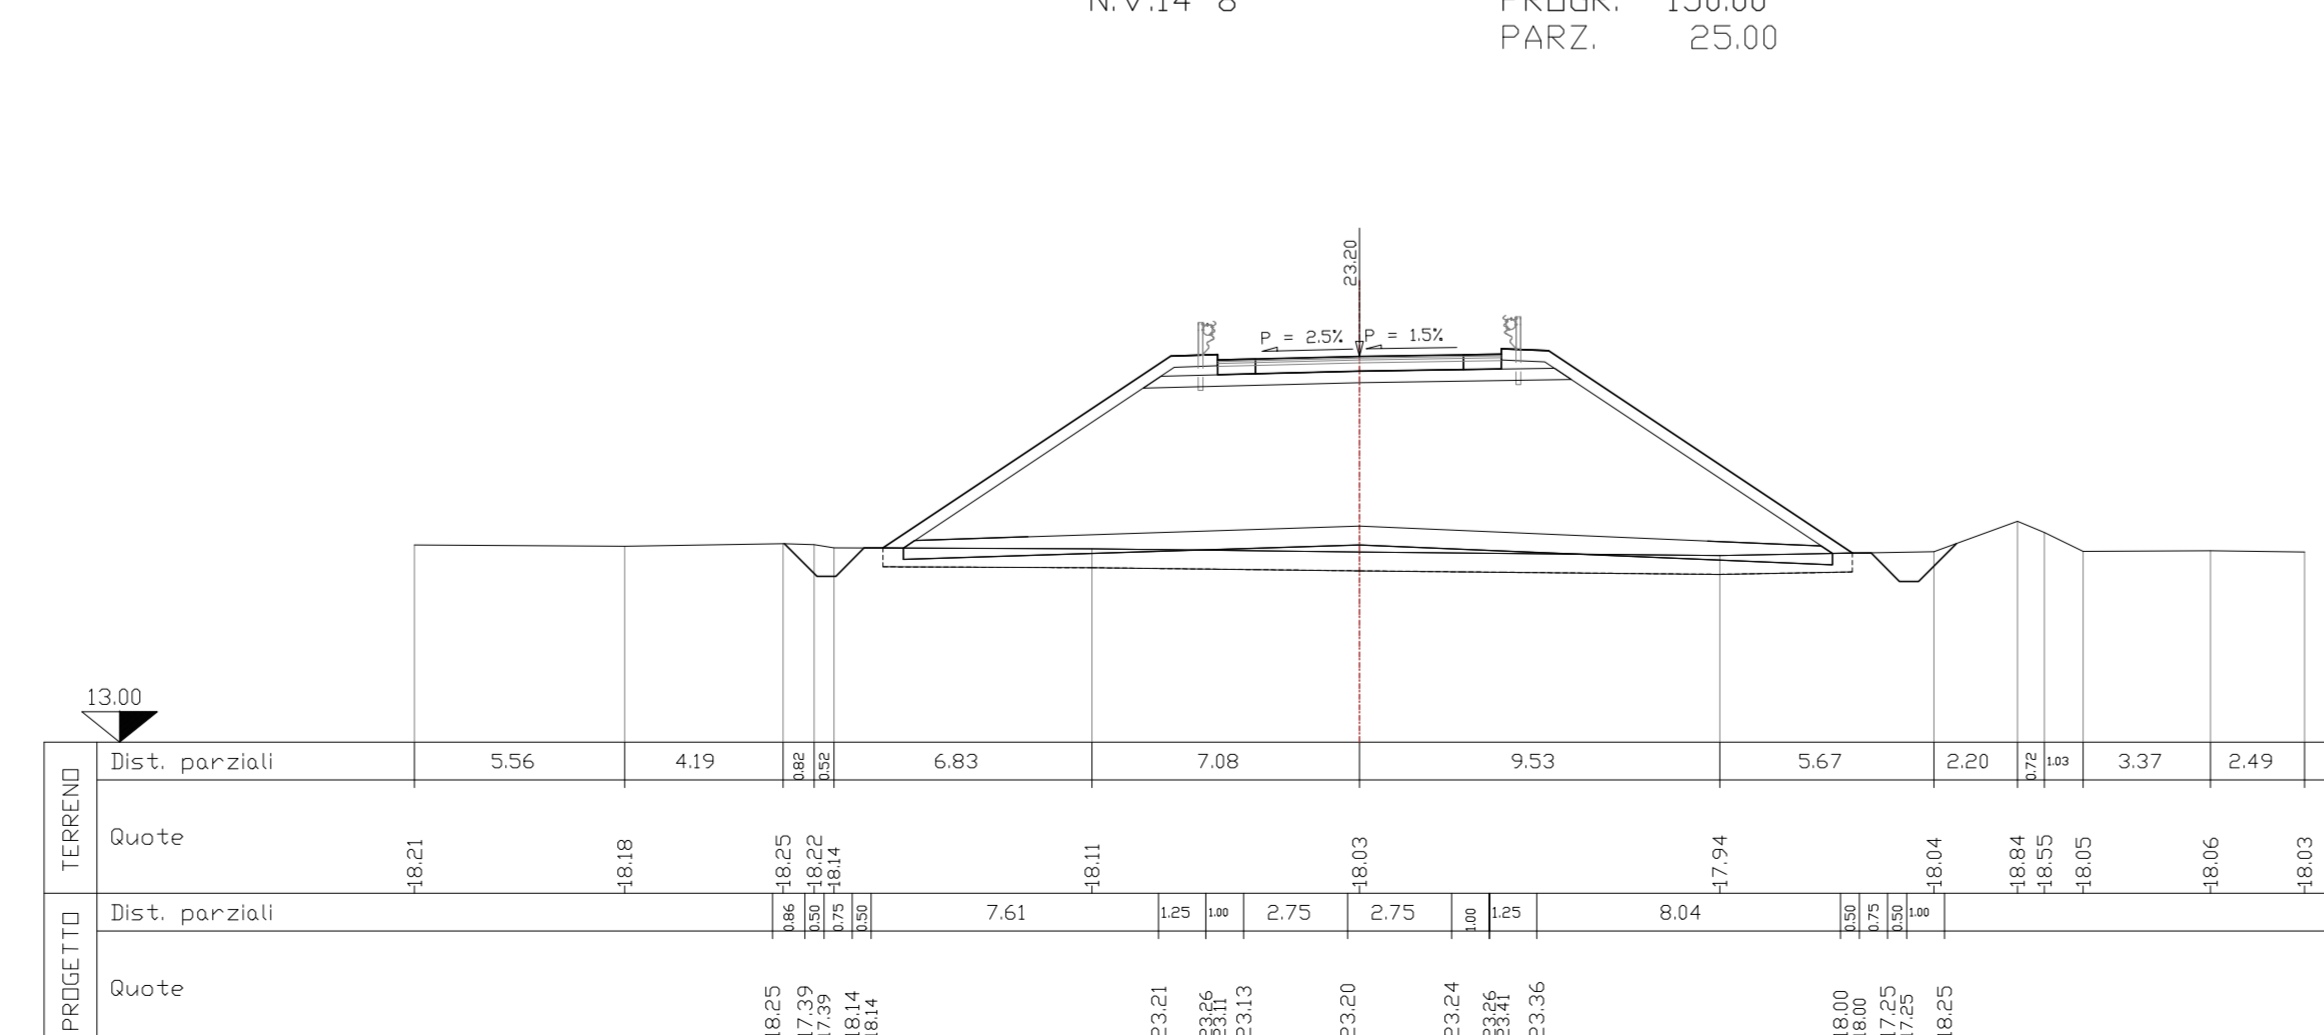 N.V.14 8 PROGR. 150.00
PARZ. 25.00
23.20
P = 2.5% P = 1.5%
13.00
TERRENO
Dist. parziali 5.56 4.19 0.82 0.52 6.83 7.08 9.53 5.67 2.20 0.72 1.03 3.37 2.49
Quote 18.21 18.18 18.25 18.22 18.14 18.11 18.03 17.94 18.04 18.84 18.55 18.05 18.06 18.03
PROGETTO
Dist. parziali 0.86 0.50 0.75 0.50 7.61 1.25 1.00 2.75 2.75 1.00 1.25 8.04 0.50 0.75 0.50 1.00
Quote 18.25 17.39 17.39 18.14 18.14 23.21 23.26 23.11 23.13 23.20 23.24 23.26 23.41 23.36 18.00 18.00 17.25 17.25 18.25